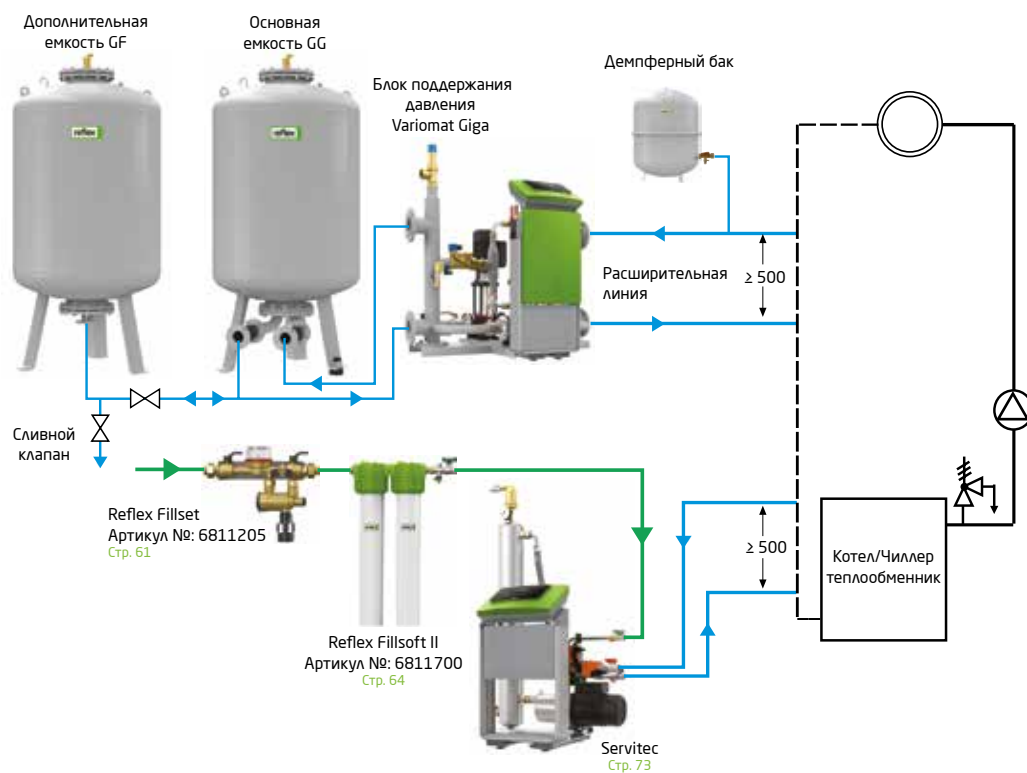 Дополнительная
емкость GF
Основная
емкость GG
Блок поддержания
давления
Variomat Giga
Демпферный бак
reflex
reflex
Расширительная
линия
≥ 500
Сливной
клапан
Reflex Fillset
Артикул №: 6811205
Стр. 61
Reflex Fillsoft II
Артикул №: 6811700
Стр. 64
≥ 500
Котел/Чиллер
теплообменник
Servitec
Стр. 73